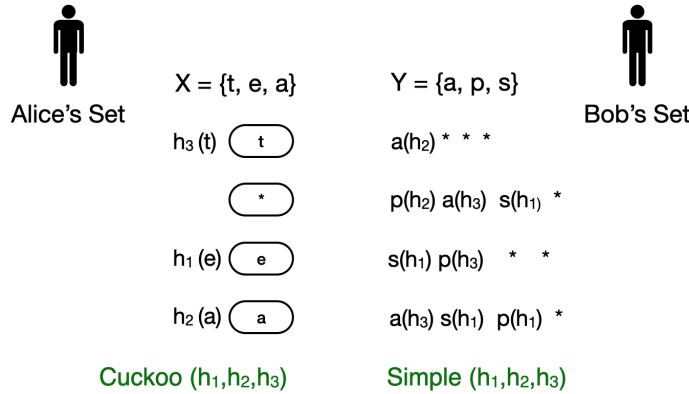 X = {t, e, a} Y = {a, p, s}
Alice's Set Bob's Set
h₃ (t) t a(h₂) * * *
* p(h₂) a(h₃) s(h₁) *
h₁ (e) e s(h₁) p(h₃) * *
h₂ (a) a a(h₃) s(h₁) p(h₁) *
Cuckoo (h₁,h₂,h₃) Simple (h₁,h₂,h₃)